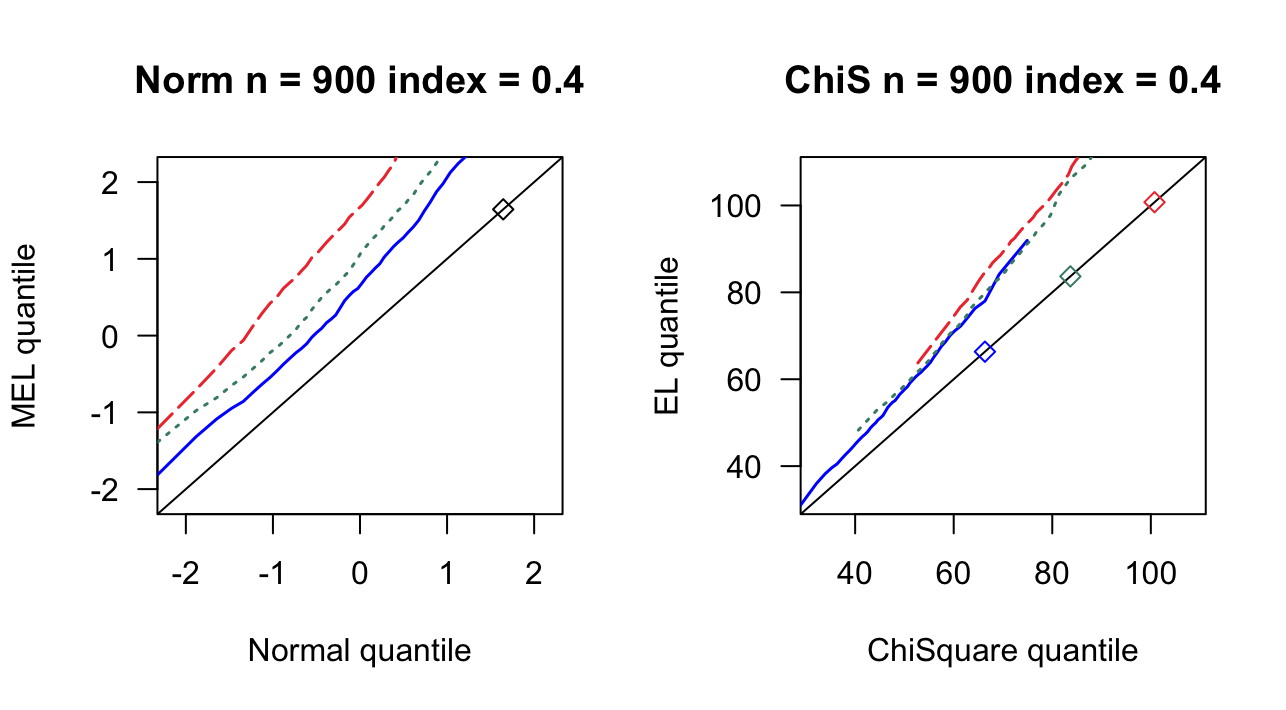 Norm n = 900 index = 0.4
MEL quantile
2
1
0
-1
-2
-2 -1 0 1 2
Normal quantile
ChiS n = 900 index = 0.4
EL quantile
100
80
60
40
40 60 80 100
ChiSquare quantile